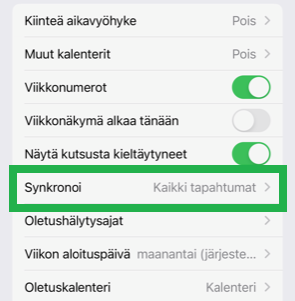 Kiinteä aikavyöhyke Pois
Muut kalenterit Pois
Viikkonumerot
Viikkonäkymä alkaa tänään
Näytä kutsusta kieltäytyneet
Synkronoi Kaikki tapahtumat
Oletushälytysajat
Viikon aloituspäivä maanantai (järjeste...
Oletuskalenteri Kalenteri